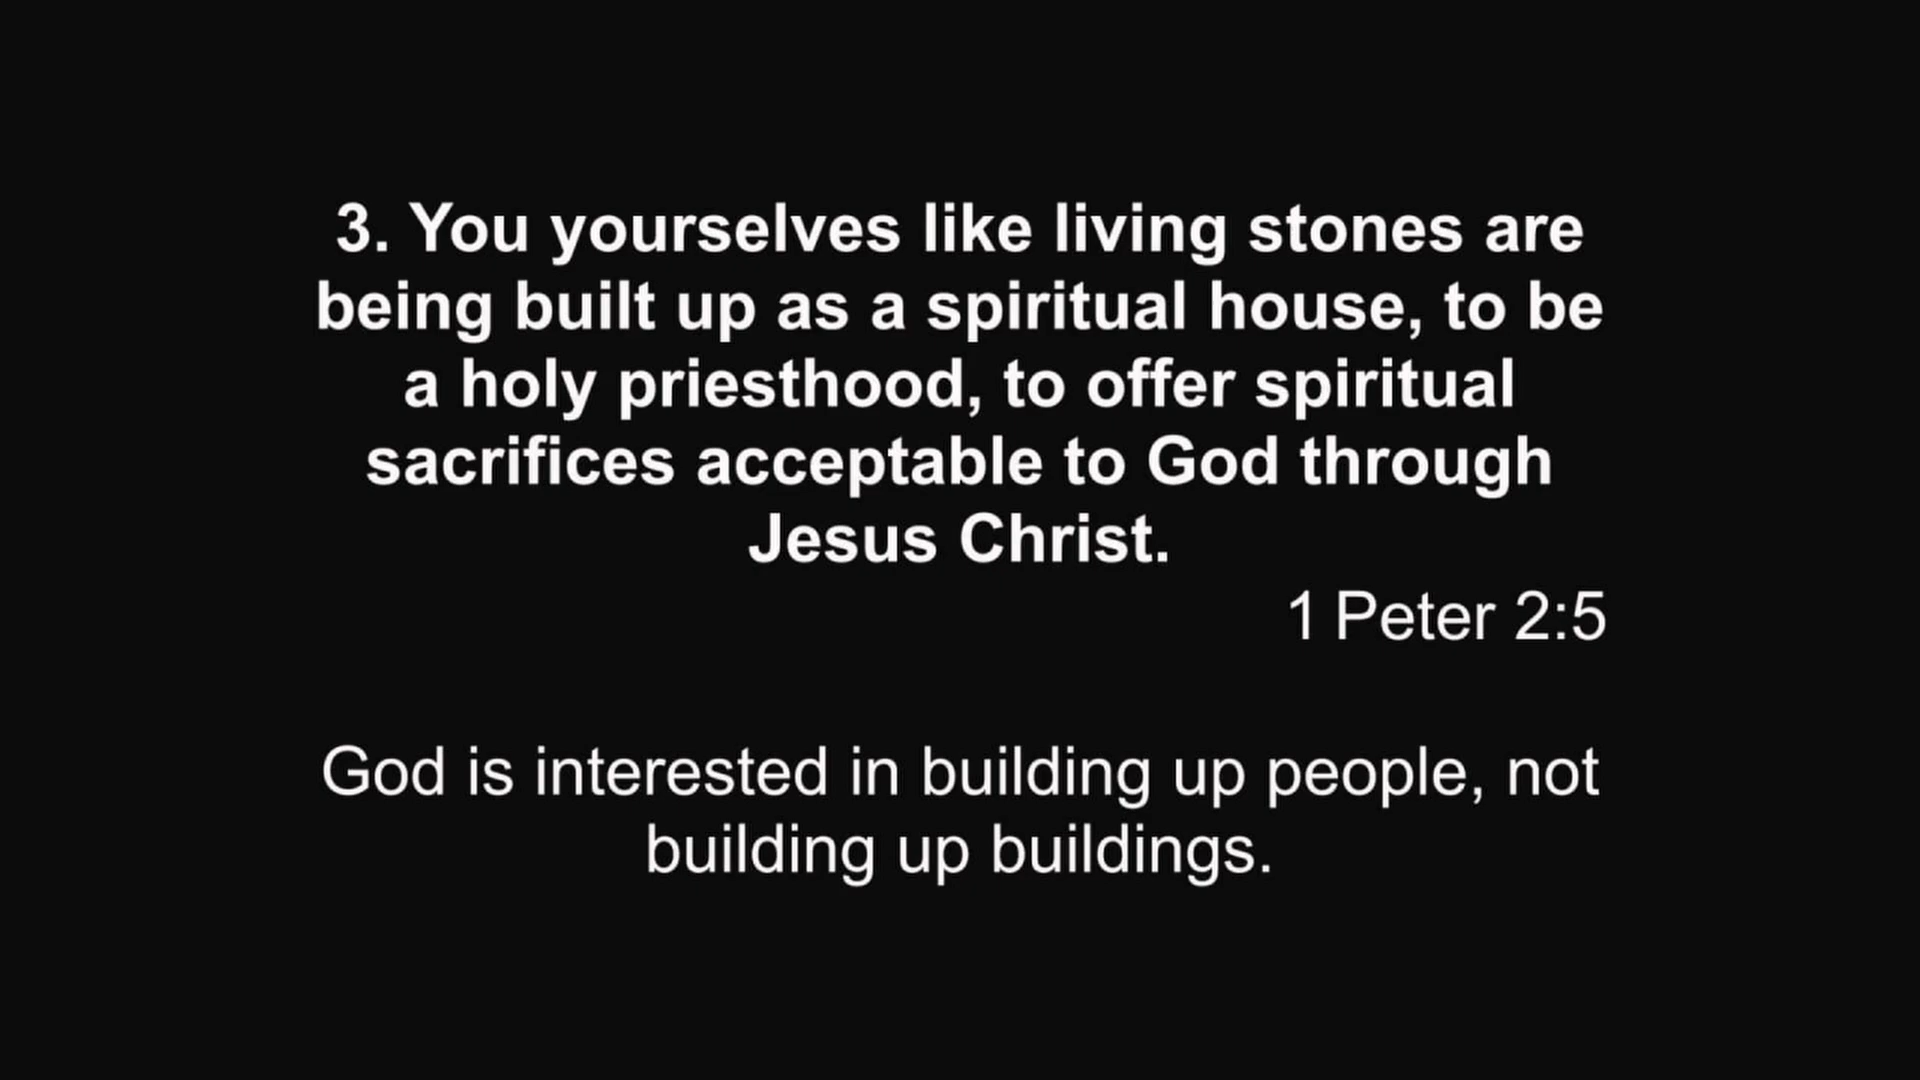 3. You yourselves like living stones are
being built up as a spiritual house, to be
a holy priesthood, to offer spiritual
sacrifices acceptable to God through
Jesus Christ.
1 Peter 2:5
God is interested in building up people, not
building up buildings.